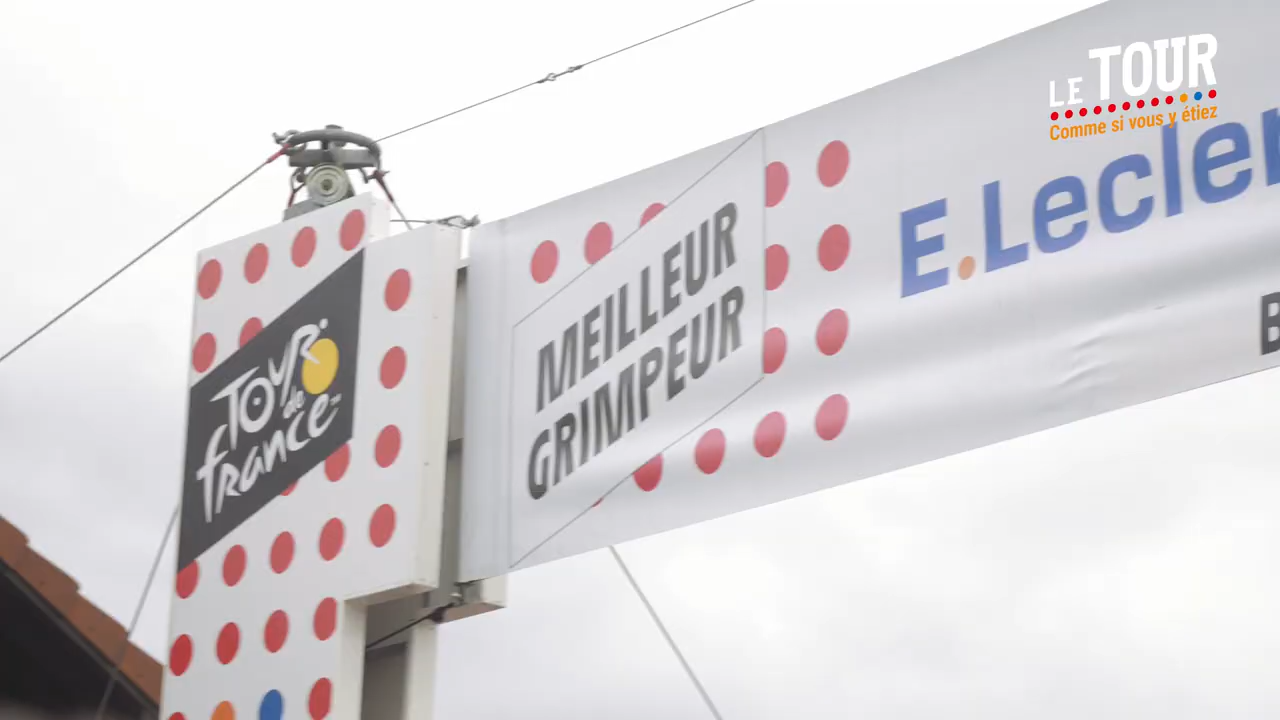 LE TOUR
Comme si vous y étiez
TOUR
de
france
MEILLEUR
GRIMPEUR
E.Lecler
B